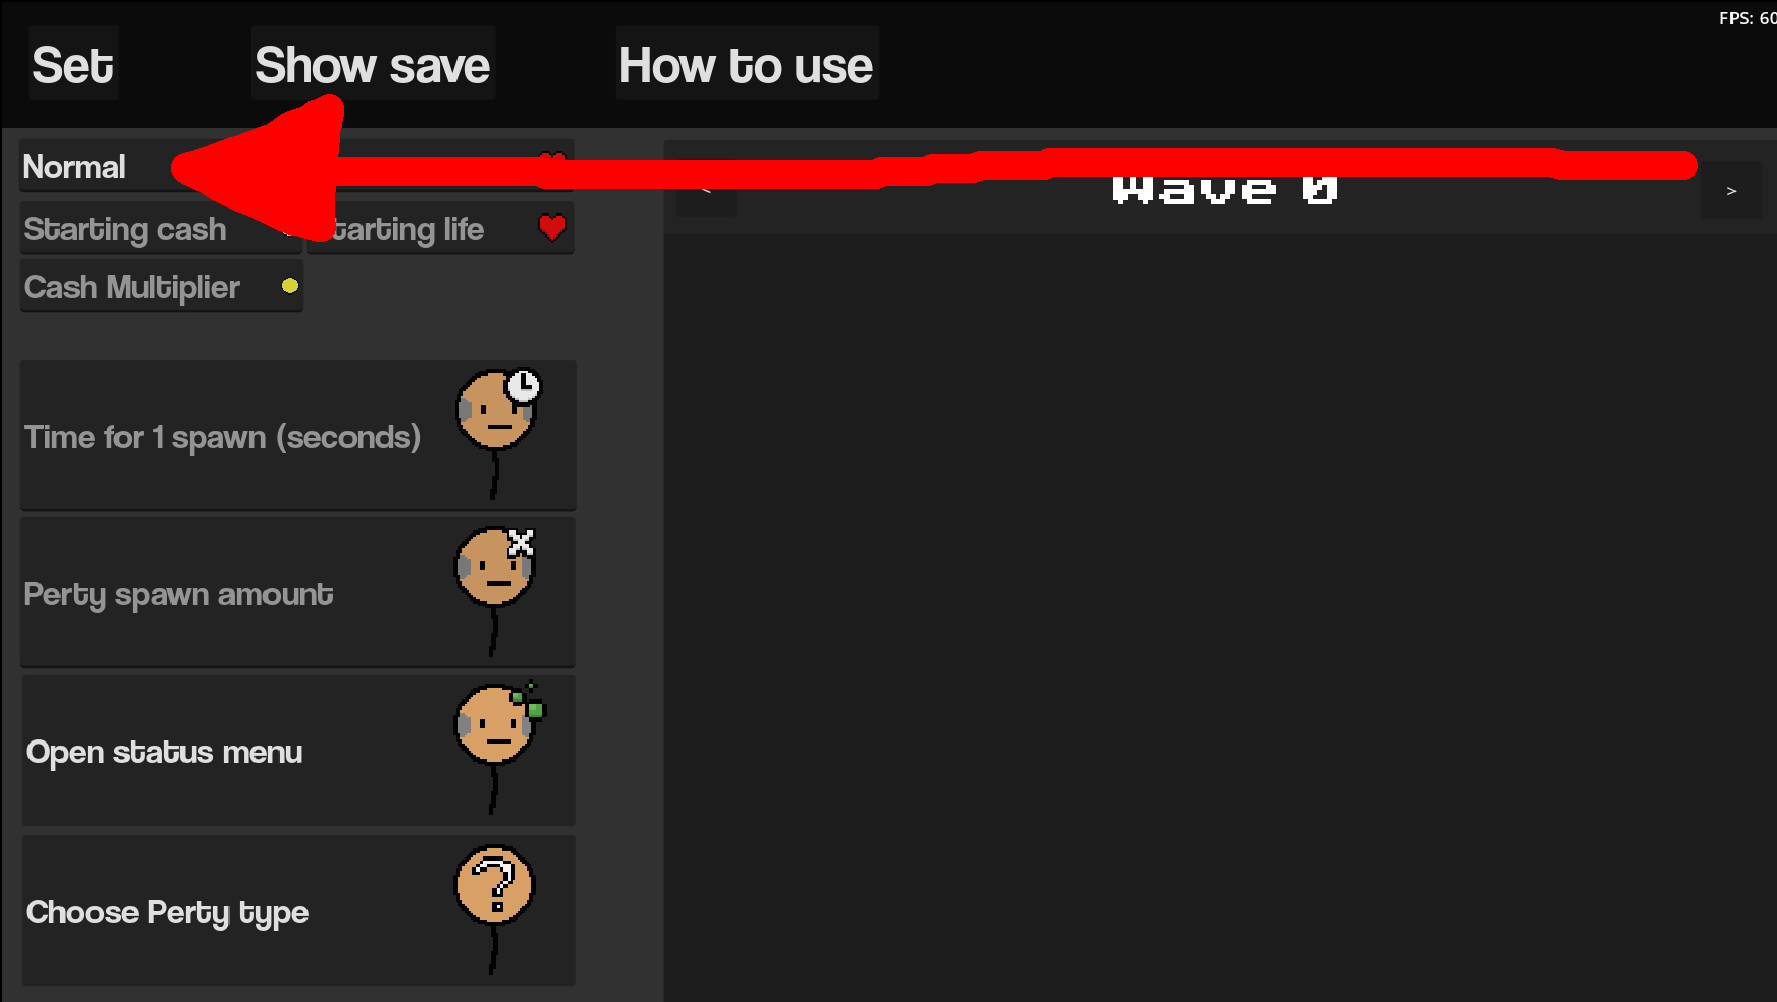 FPS: 60
Set
Show save
How to use
Normal
<
Wave 0
>
Starting cash
tarting life
Cash Multiplier
Time for 1 spawn (seconds)
Perty spawn amount
Open status menu
Choose Perty type